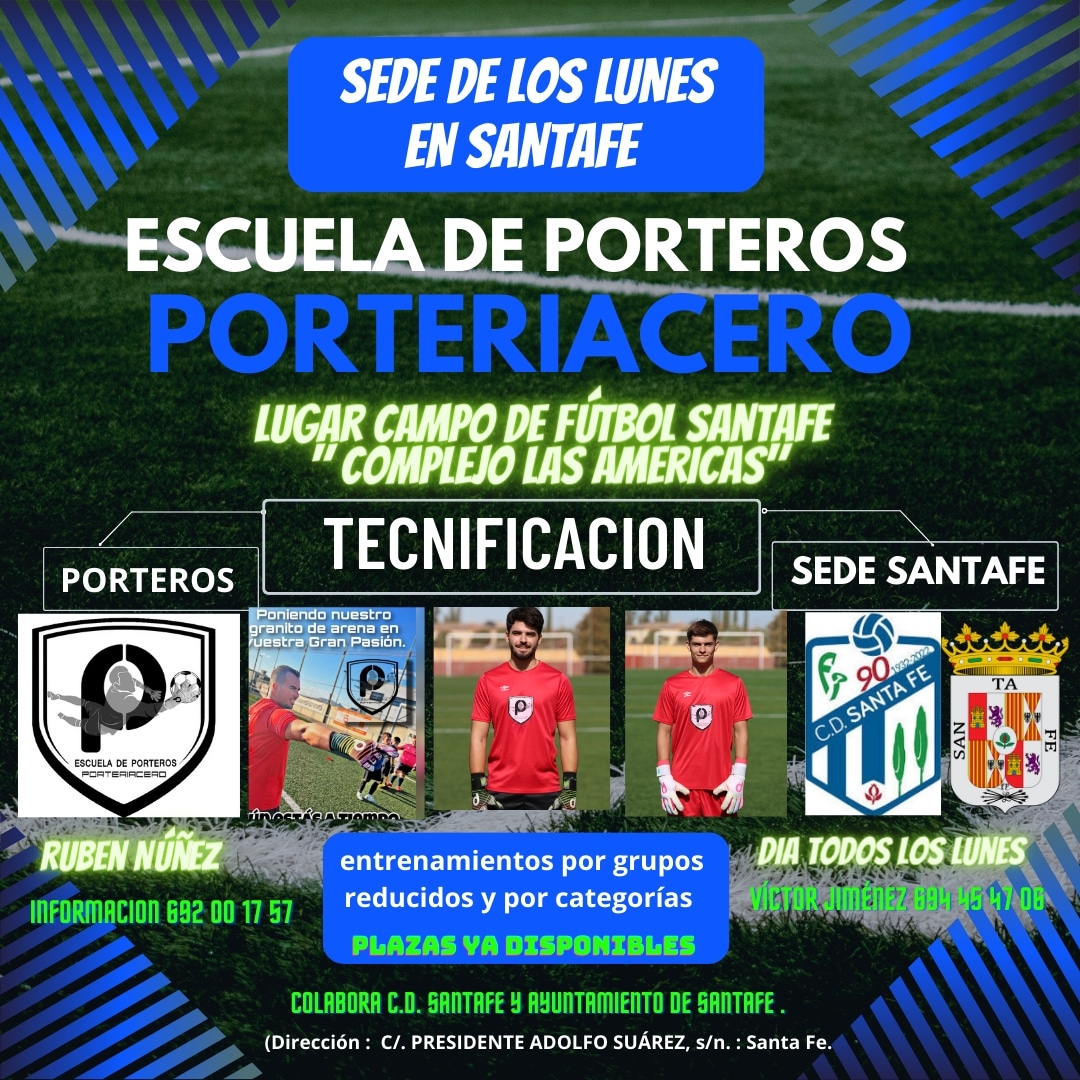 SEDE DE LOS LUNES
EN SANTAFE
ESCUELA DE PORTEROS
PORTERIACERO
LUGAR CAMPO DE FÚTBOL SANTAFE
"COMPLEJO LAS AMERICAS"
TECNIFICACION
PORTEROS
SEDE SANTAFE
Poniendo nuestro
granito de arena en
nuestra Gran Pasión.
ESCUELA DE PORTEROS
PORTERIACERO
90
1932-2022
C.D. SANTA FE
SAN
TA
FE
RUBEN NÚÑEZ
INFORMACION 692 00 17 57
entrenamientos por grupos
reducidos y por categorías
PLAZAS YA DISPONIBLES
DIA TODOS LOS LUNES
VÍCTOR JIMÉNEZ 694 45 47 06
COLABORA C.D. SANTAFE Y AYUNTAMIENTO DE SANTAFE .
(Dirección : C/. PRESIDENTE ADOLFO SUÁREZ, s/n. : Santa Fe.